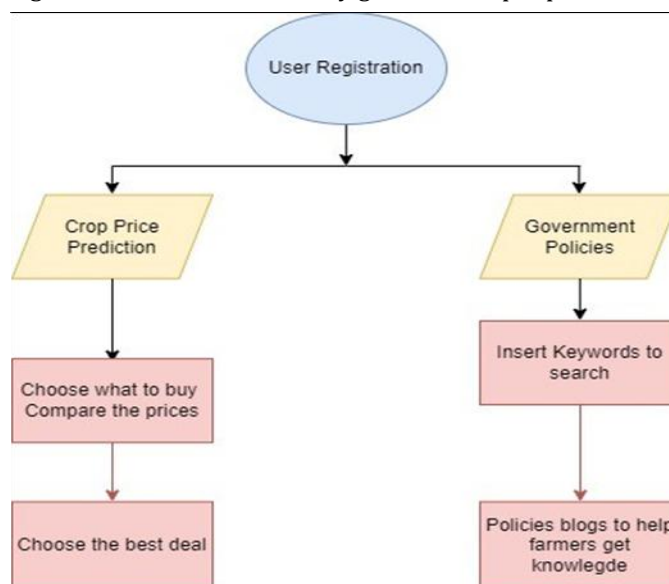 User Registration
Crop Price
Prediction
Government
Policies
Choose what to buy
Compare the prices
Insert Keywords to
search
Choose the best deal
Policies blogs to help
farmers get
knowlegde